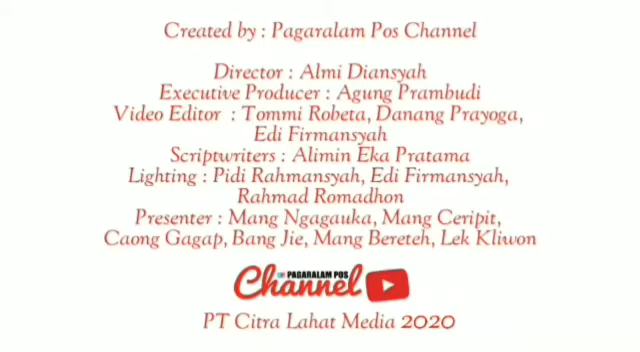 Created by : Pagaralam Pos Channel
Director : Almi Diansyah
Executive Producer : Agung Prambudi
Video Editor : Tommi Robeta, Danang Prayoga,
Edi Firmansyah
Scriptwriters : Alimin Eka Pratama
Lighting : Pidi Rahmansyah, Edi Firmansyah,
Rahmad Romadhon
Presenter : Mang Ngagauka, Mang Ceripit,
Caong Gagap, Bang Jie, Mang Bereteh, Lek Kliwon
PAGARALAM POS
Channel
PT Citra Lahat Media 2020